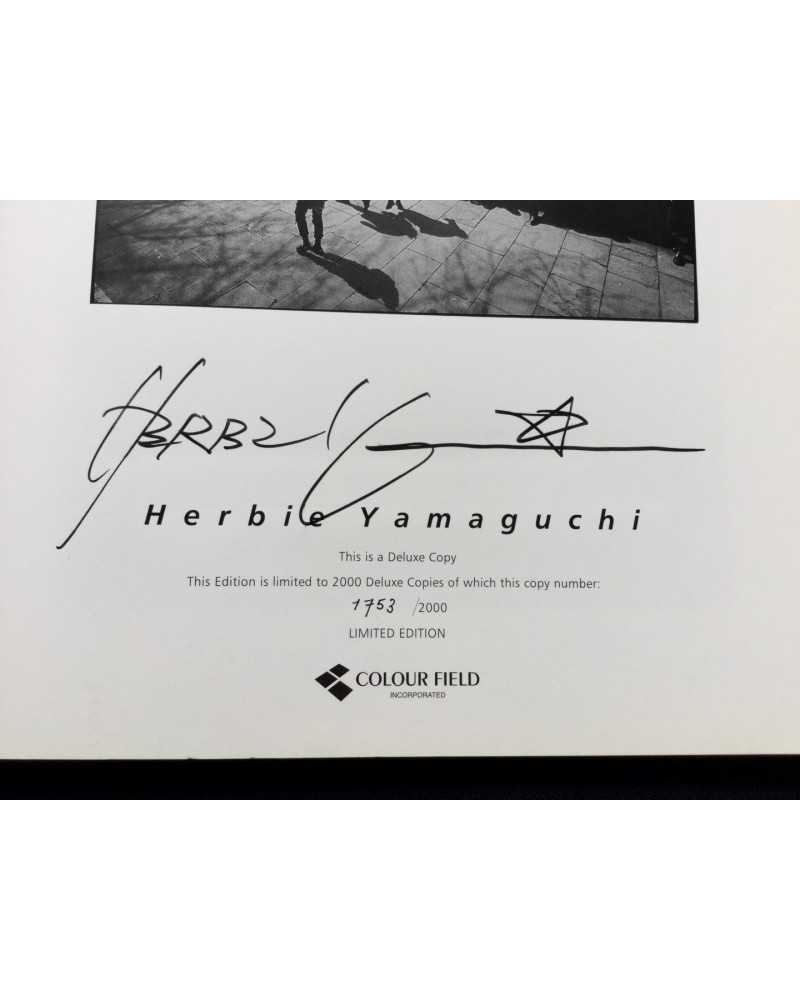 Herbie Yamaguchi
This is a Deluxe Copy
This Edition is limited to 2000 Deluxe Copies of which this copy number:
1753 /2000
LIMITED EDITION
COLOUR FIELD
INCORPORATED